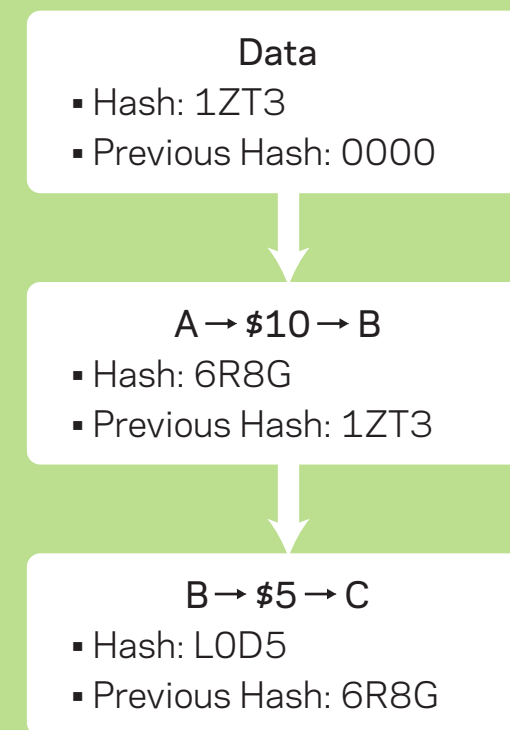 Data
▪ Hash: 1ZT3
▪ Previous Hash: 0000
A → $10 → B
▪ Hash: 6R8G
▪ Previous Hash: 1ZT3
B → $5 → C
▪ Hash: L0D5
▪ Previous Hash: 6R8G